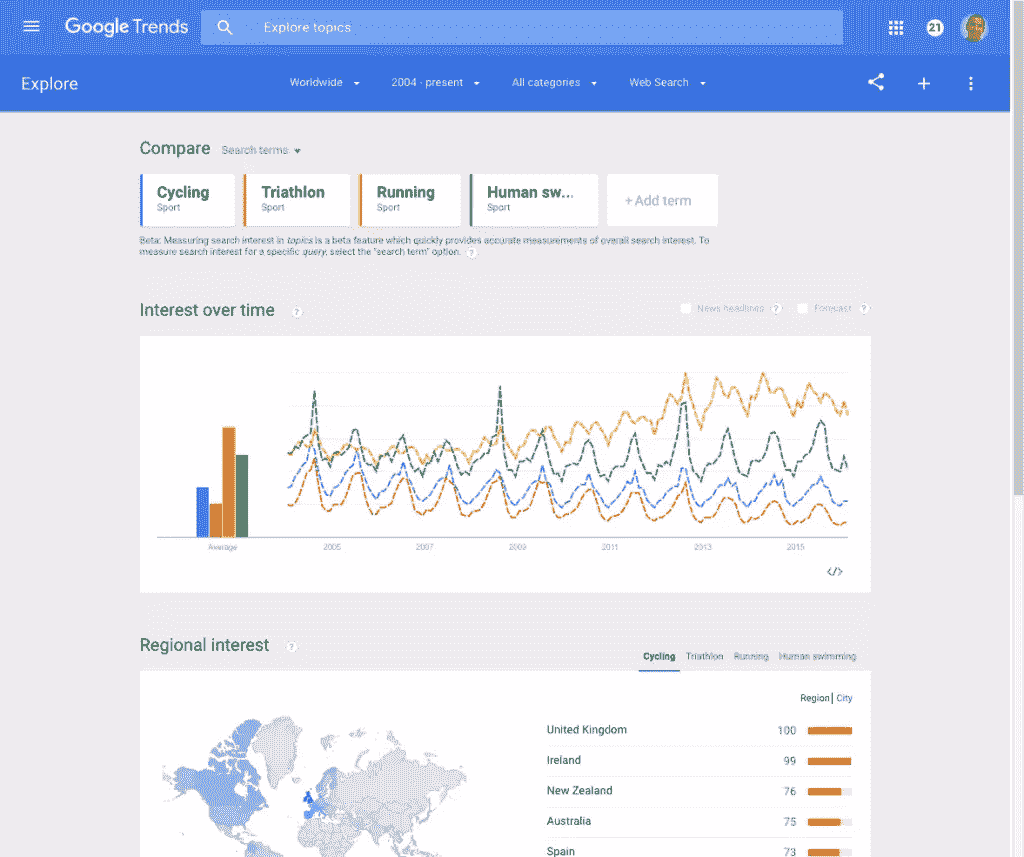 Google Trends
Explore topics
21
Explore
Worldwide
2004 - present
All categories
Web Search
Compare
Search terms
Cycling
Sport
Triathlon
Sport
Running
Sport
Human sw...
Sport
+Add term
Beta: Measuring search interest in topics is a beta feature which quickly provides accurate measurements of overall search interest. To
measure search interest for a specific query, select the "search term" option. ?
Interest over time ?
News headlines ?
Forecast ?
Average
2005
2007
2009
2011
2013
2015
</>
Regional interest ?
Cycling
Triathlon
Running
Human swimming
Region | City
United Kingdom 100
Ireland 99
New Zealand 76
Australia 75
Spain 73